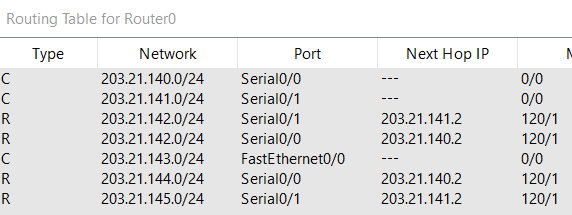 Routing Table for Router0
Type Network Port Next Hop IP
C 203.21.140.0/24 Serial0/0 --- 0/0
C 203.21.141.0/24 Serial0/1 --- 0/0
R 203.21.142.0/24 Serial0/1 203.21.141.2 120/1
R 203.21.142.0/24 Serial0/0 203.21.140.2 120/1
C 203.21.143.0/24 FastEthernet0/0 --- 0/0
R 203.21.144.0/24 Serial0/0 203.21.140.2 120/1
R 203.21.145.0/24 Serial0/1 203.21.141.2 120/1